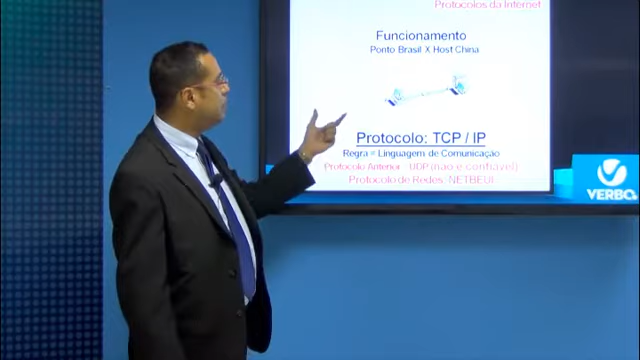 Protocolos da Internet
Funcionamento
Ponto Brasil X Host China
Protocolo: TCP / IP
Regra = Linguagem de Comunicação
Protocolo Anterior - UDP (não é confiável)
Protocolo de Redes: NETBEUI
VERBO